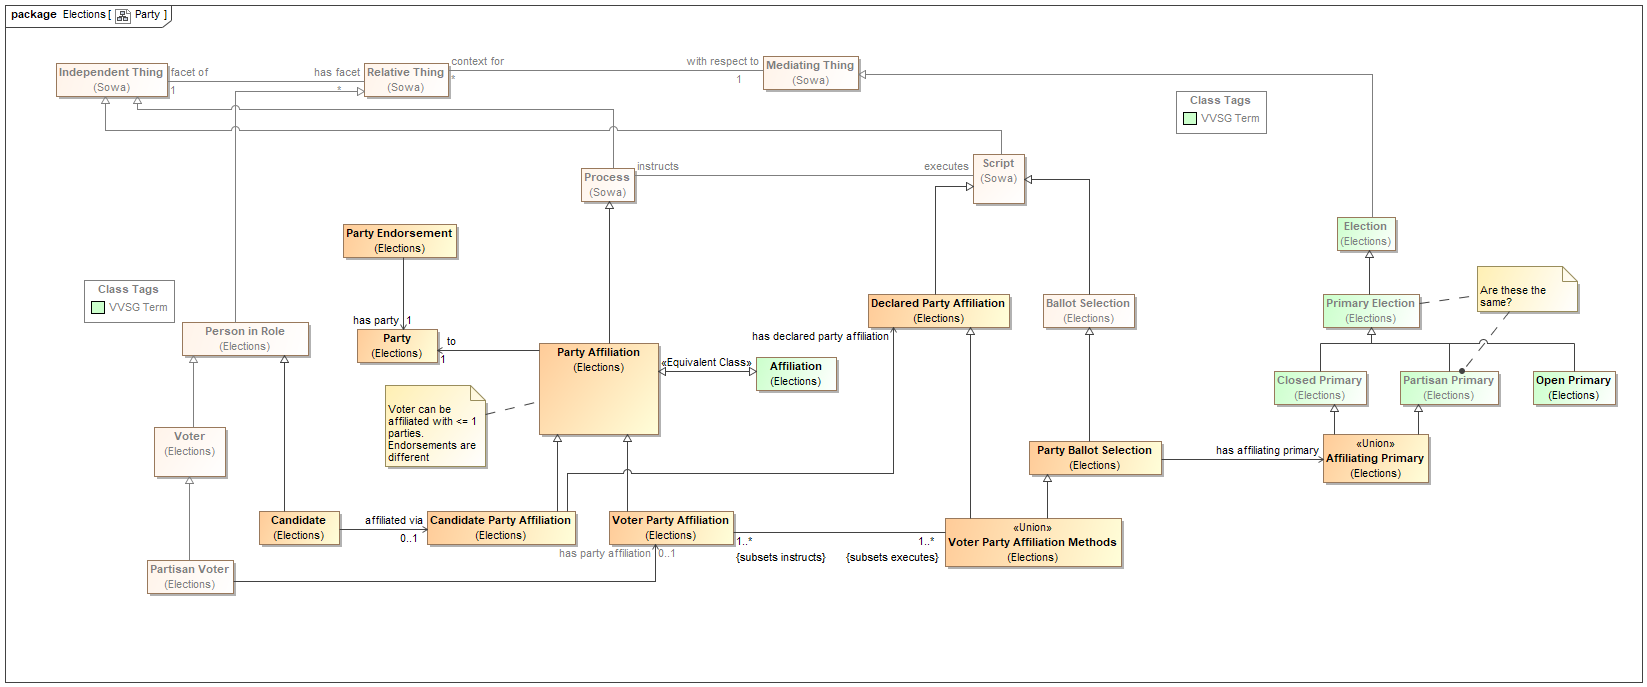 package Elections [ Party ]
Independent Thing
(Sowa)
facet of
1
has facet
*
Relative Thing
(Sowa)
context for
*
with respect to
1
Mediating Thing
(Sowa)
Class Tags
VVSG Term
Process
(Sowa)
instructs
executes
Script
(Sowa)
Party Endorsement
(Elections)
Election
(Elections)
Class Tags
VVSG Term
Person in Role
(Elections)
has party
1
Party
(Elections)
to
1
Party Affiliation
(Elections)
«Equivalent Class»
Affiliation
(Elections)
Declared Party Affiliation
(Elections)
has declared party affiliation
Ballot Selection
(Elections)
Primary Election
(Elections)
Are these the
same?
Closed Primary
(Elections)
Partisan Primary
(Elections)
Open Primary
(Elections)
Voter can be
affiliated with <= 1
parties.
Endorsements are
different
Voter
(Elections)
Party Ballot Selection
(Elections)
has affiliating primary
«Union»
Affiliating Primary
(Elections)
Candidate
(Elections)
affiliated via
0..1
Candidate Party Affiliation
(Elections)
Voter Party Affiliation
(Elections)
has party affiliation
0..1
1..*
{subsets instructs}
1..*
{subsets executes}
«Union»
Voter Party Affiliation Methods
(Elections)
Partisan Voter
(Elections)